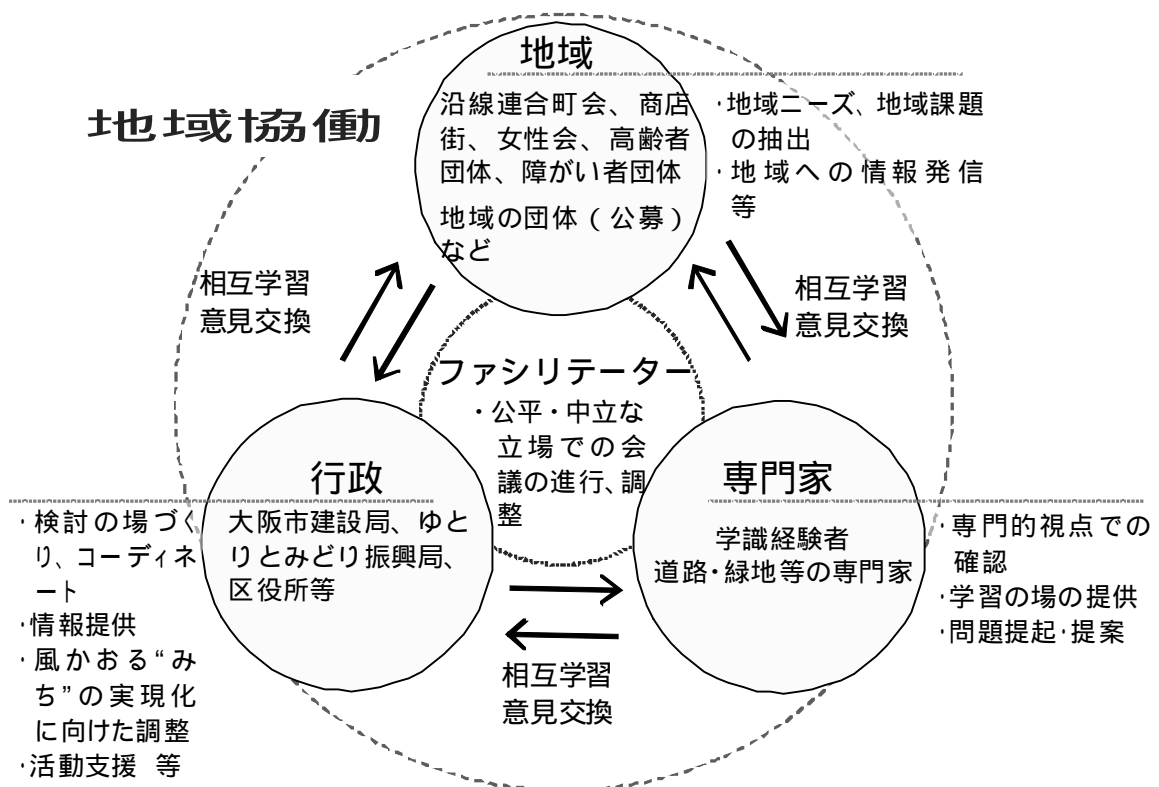 地域協働
地域
沿線連合町会、商店
街、女性会、高齢者
団体、障がい者団体
地域の団体（公募）
など
・地域ニーズ、地域課題
の抽出
・地域への情報発信
等
相互学習
意見交換
相互学習
意見交換
ファシリテーター
・公平・中立な
立場での会
議の進行、調
整
行政
大阪市建設局、ゆと
りとみどり振興局、
区役所等
・検討の場づく
り、コーディネ
ート
・情報提供
・風かおる“み
ち”の実現化
に向けた調整
・活動支援 等
専門家
学識経験者
道路・緑地等の専門家
・専門的視点での
確認
・学習の場の提供
・問題提起・提案
相互学習
意見交換